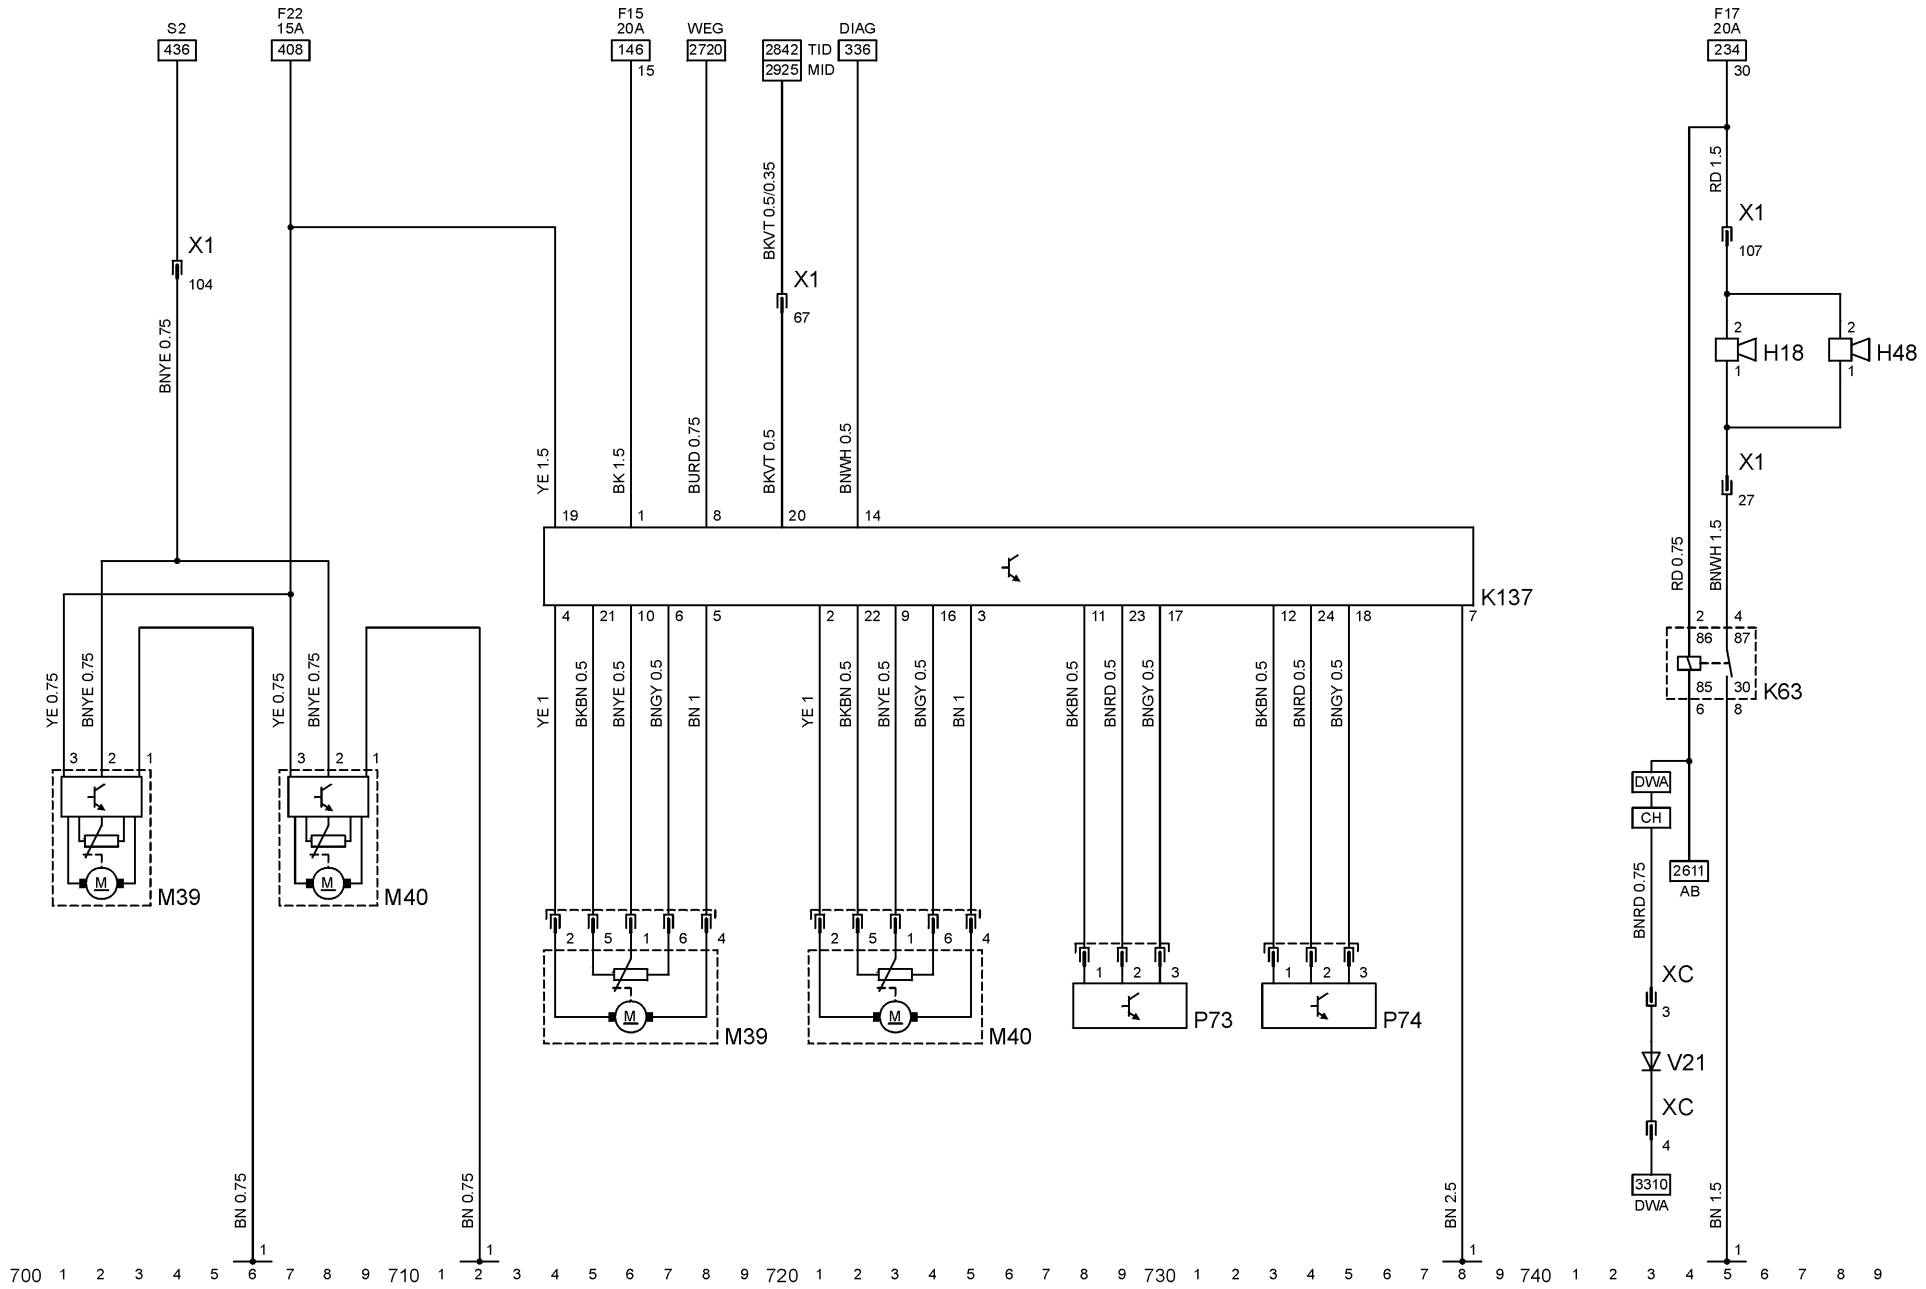 F22
F15
F17
S2
15A
20A
WEG
DIAG
20A
436
408
146
2720
2842
TID
336
234
2925
MID
15
30
BKVT 0.5/0.35
RD 1.5
X1
107
X1
104
X1
67
BNYE 0.75
2
2
H18
H48
1
1
YE 1.5
BK 1.5
BURD 0.75
BKVT 0.5
BNWH 0.5
X1
27
19
1
8
20
14
RD 0.75
BNWH 1.5
K137
4
21
10
6
5
2
22
9
16
3
11
23
17
12
24
18
7
2
4
86
87
85
30
K63
6
8
YE 0.75
BNYE 0.75
YE 0.75
BNYE 0.75
YE 1
BKBN 0.5
BNYE 0.5
BNGY 0.5
BN 1
YE 1
BKBN 0.5
BNYE 0.5
BNGY 0.5
BN 1
BKBN 0.5
BNRD 0.5
BNGY 0.5
BKBN 0.5
BNRD 0.5
BNGY 0.5
3
2
1
3
2
1
DWA
CH
M
M39
M
M40
2611
AB
BNRD 0.75
2
5
1
6
4
2
5
1
6
4
1
2
3
1
2
3
XC
3
M
M39
M
M40
P73
P74
V21
XC
4
3310
DWA
BN 0.75
BN 0.75
BN 2.5
BN 1.5
1
1
1
1
700 1 2 3 4 5 6 7 8 9 710 1 2 3 4 5 6 7 8 9 720 1 2 3 4 5 6 7 8 9 730 1 2 3 4 5 6 7 8 9 740 1 2 3 4 5 6 7 8 9